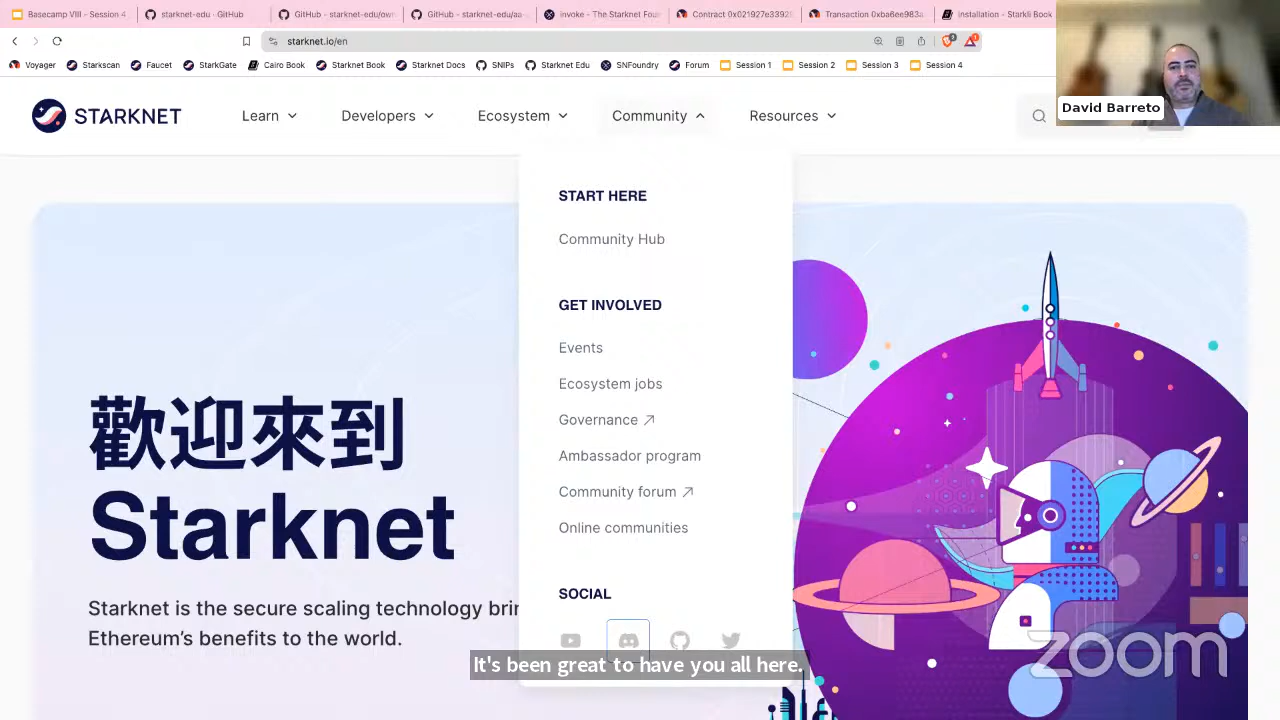 Basecamp VIII – Session 4
starknet-edu · GitHub
GitHub – starknet-edu/own
GitHub – starknet-edu/aa-
invoke - The Starknet Foun
Contract 0x021927e33925
Transaction 0xba6ee983a
Installation – Starkli Book
starknet.io/en
Voyager
Starkscan
Faucet
StarkGate
Cairo Book
Starknet Book
Starknet Docs
SNIPs
Starknet Edu
SNFoundry
Forum
Session 1
Session 2
Session 3
Session 4
David Barreto
STARKNET
Learn
Developers
Ecosystem
Community
Resources
START HERE
Community Hub
GET INVOLVED
Events
Ecosystem jobs
Governance
Ambassador program
Community forum
Online communities
SOCIAL
歡迎來到
Starknet
Starknet is the secure scaling technology brin
Ethereum's benefits to the world.
It's been great to have you all here.
zoom